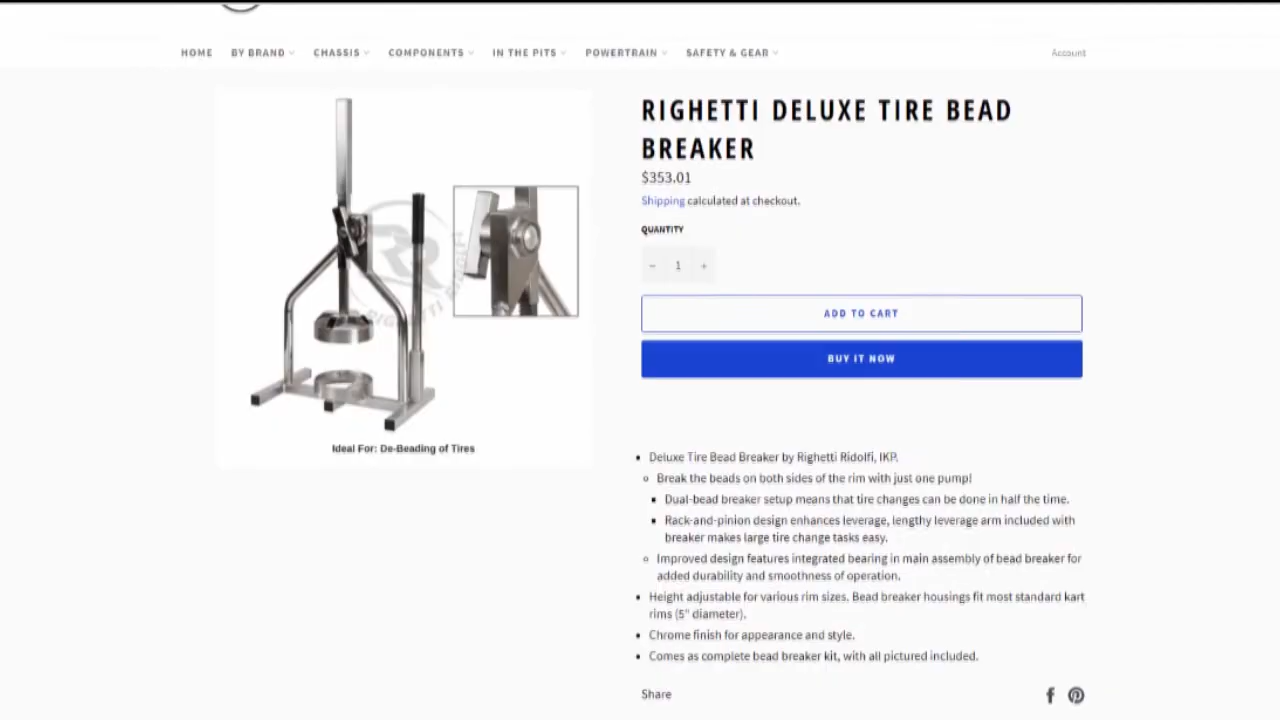 HOME BY BRAND CHASSIS COMPONENTS IN THE PITS POWERTRAIN SAFETY & GEAR Account
RIGHETTI DELUXE TIRE BEAD
BREAKER
$353.01
Shipping calculated at checkout.
QUANTITY
− 1 +
ADD TO CART
BUY IT NOW
RIGHETTI RIDOLFI
Ideal For: De-Beading of Tires
Deluxe Tire Bead Breaker by Righetti Ridolfi, IKP.
Break the beads on both sides of the rim with just one pump!
Dual-bead breaker setup means that tire changes can be done in half the time.
Rack-and-pinion design enhances leverage, lengthy leverage arm included with
breaker makes large tire change tasks easy.
Improved design features integrated bearing in main assembly of bead breaker for
added durability and smoothness of operation.
Height adjustable for various rim sizes. Bead breaker housings fit most standard kart
rims (5" diameter).
Chrome finish for appearance and style.
Comes as complete bead breaker kit, with all pictured included.
Share